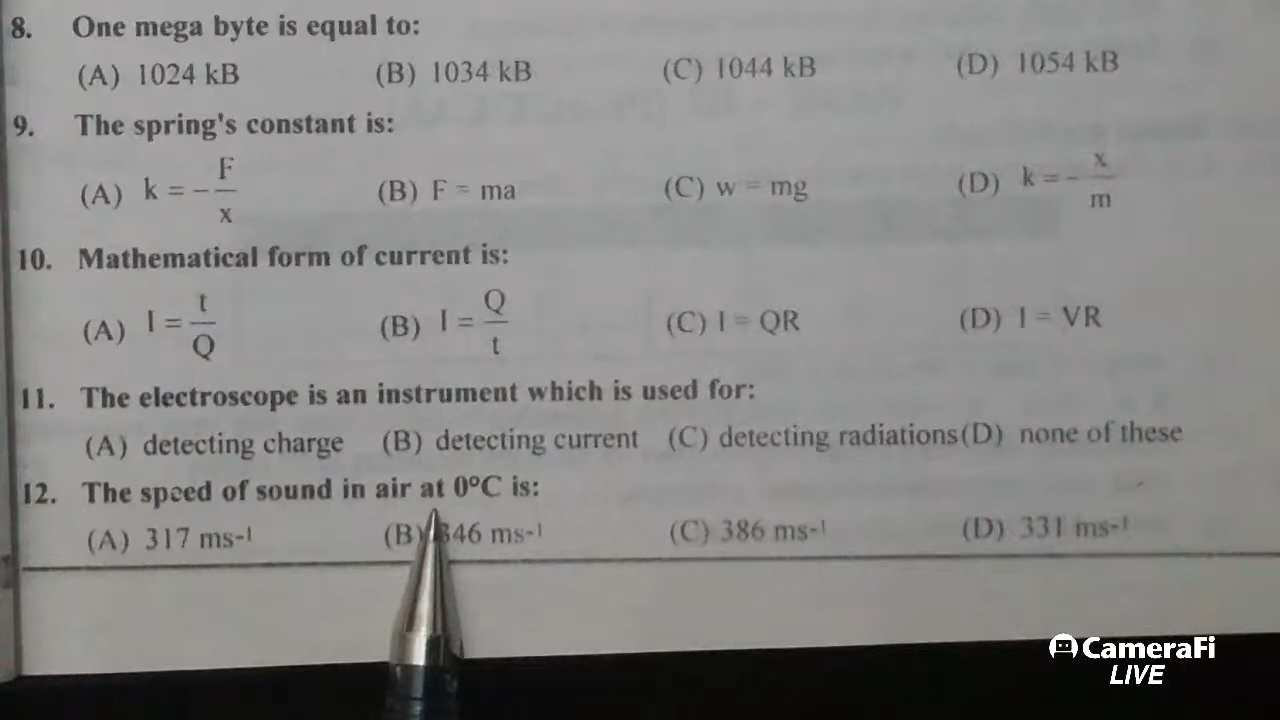 8. One mega byte is equal to:
(A) 1024 kB (B) 1034 kB (C) 1044 kB (D) 1054 kB
9. The spring's constant is:
(A) k = -F/x (B) F = ma (C) w = mg (D) k = -x/m
10. Mathematical form of current is:
(A) I = t/Q (B) I = Q/t (C) I = QR (D) I = VR
11. The electroscope is an instrument which is used for:
(A) detecting charge (B) detecting current (C) detecting radiations (D) none of these
12. The speed of sound in air at 0°C is:
(A) 317 ms-1 (B) 346 ms-1 (C) 386 ms-1 (D) 331 ms-1
CameraFi
LIVE